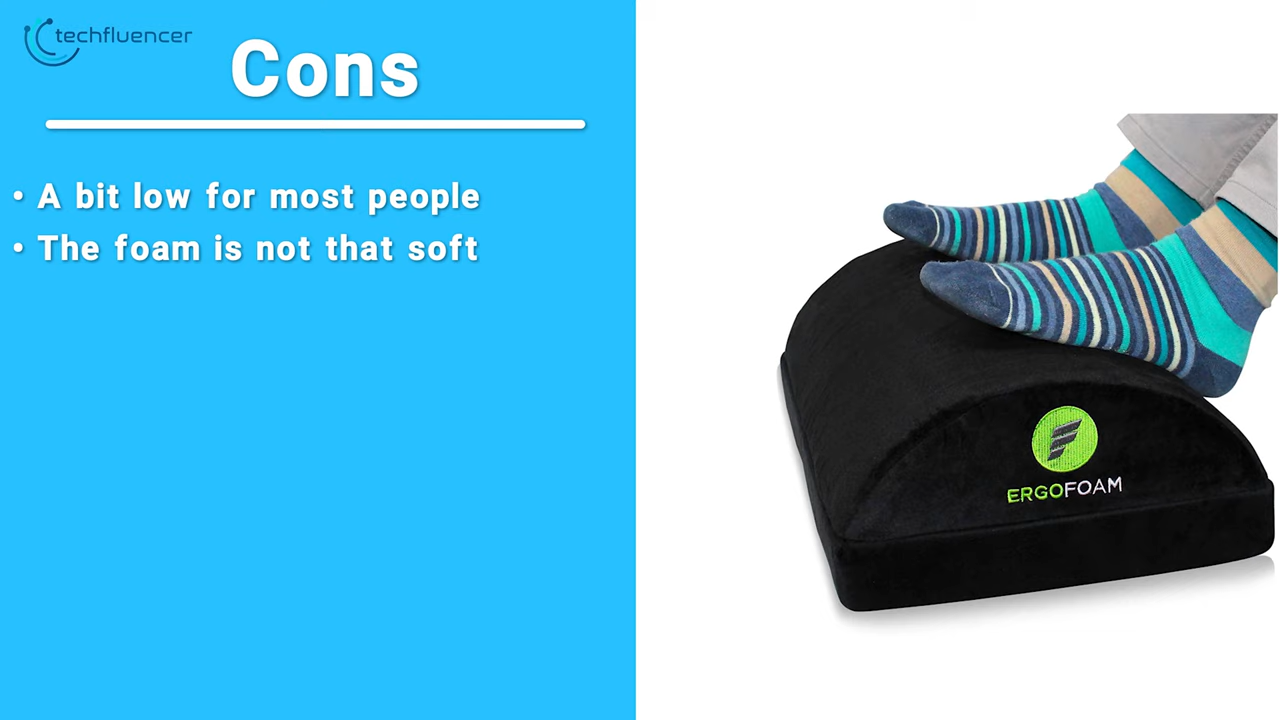 techfluencer
Cons
• A bit low for most people
• The foam is not that soft
ERGOFOAM